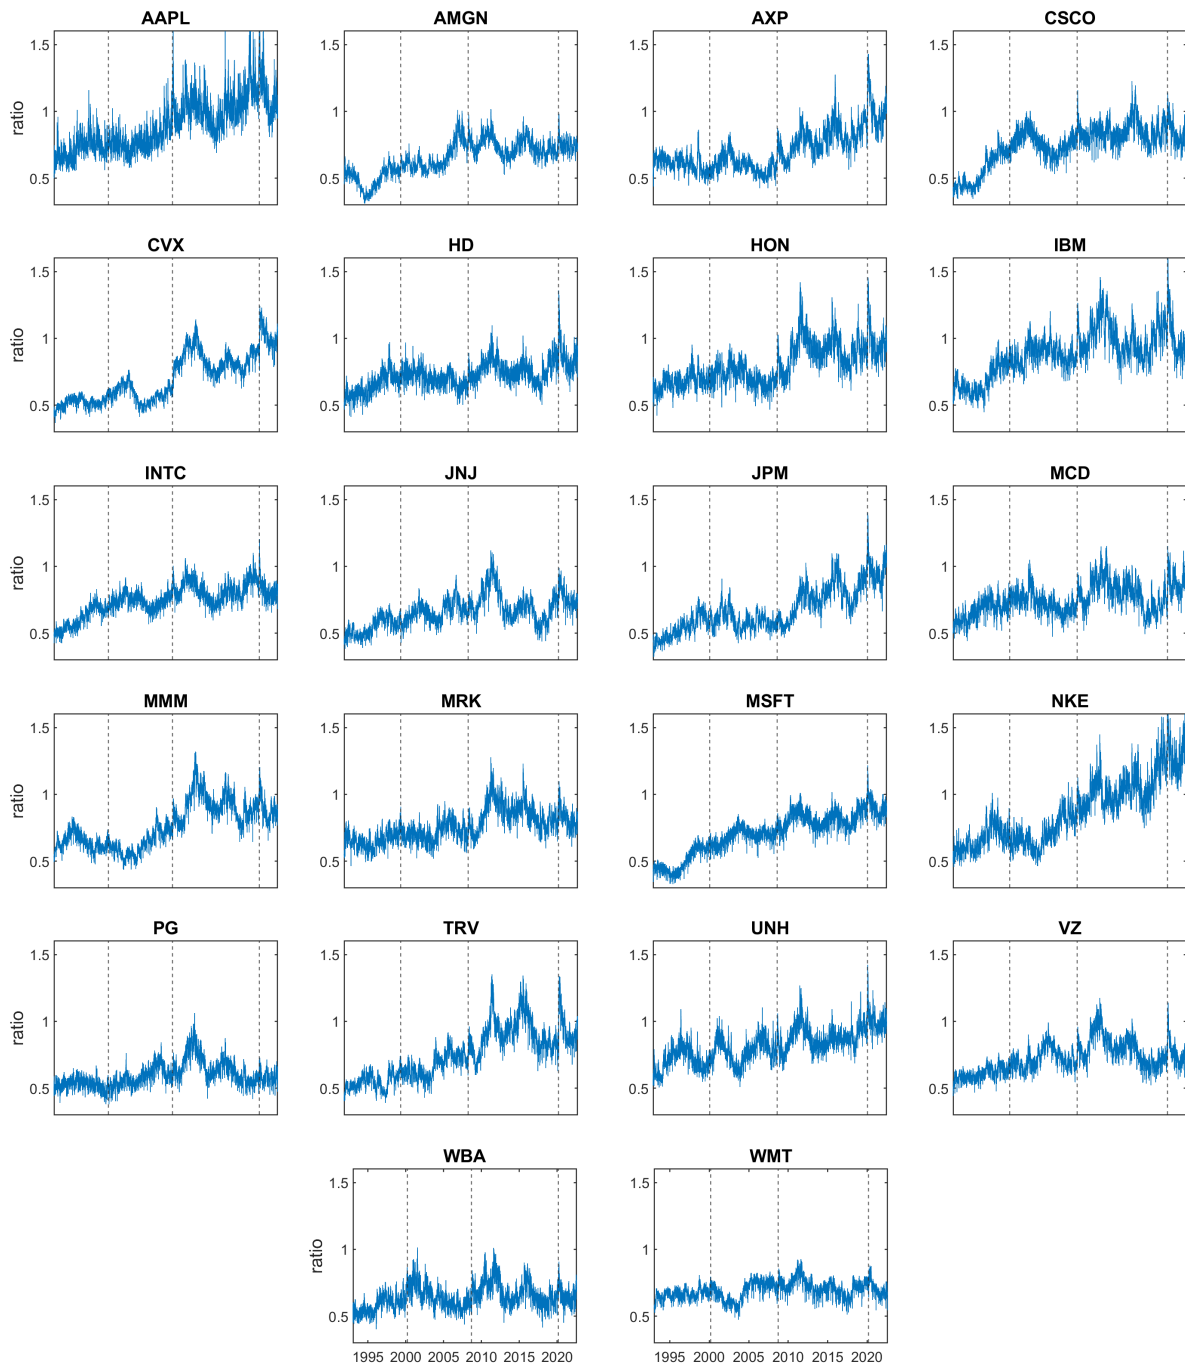 AAPL AMGN AXP CSCO
1.5 1.5 1.5 1.5
ratio 1 1 1 1
0.5 0.5 0.5 0.5
CVX HD HON IBM
1.5 1.5 1.5 1.5
ratio 1 1 1 1
0.5 0.5 0.5 0.5
INTC JNJ JPM MCD
1.5 1.5 1.5 1.5
ratio 1 1 1 1
0.5 0.5 0.5 0.5
MMM MRK MSFT NKE
1.5 1.5 1.5 1.5
ratio 1 1 1 1
0.5 0.5 0.5 0.5
PG TRV UNH VZ
1.5 1.5 1.5 1.5
ratio 1 1 1 1
0.5 0.5 0.5 0.5
WBA WMT
1.5 1.5
ratio 1 1
0.5 0.5
1995 2000 2005 2010 2015 2020 1995 2000 2005 2010 2015 2020